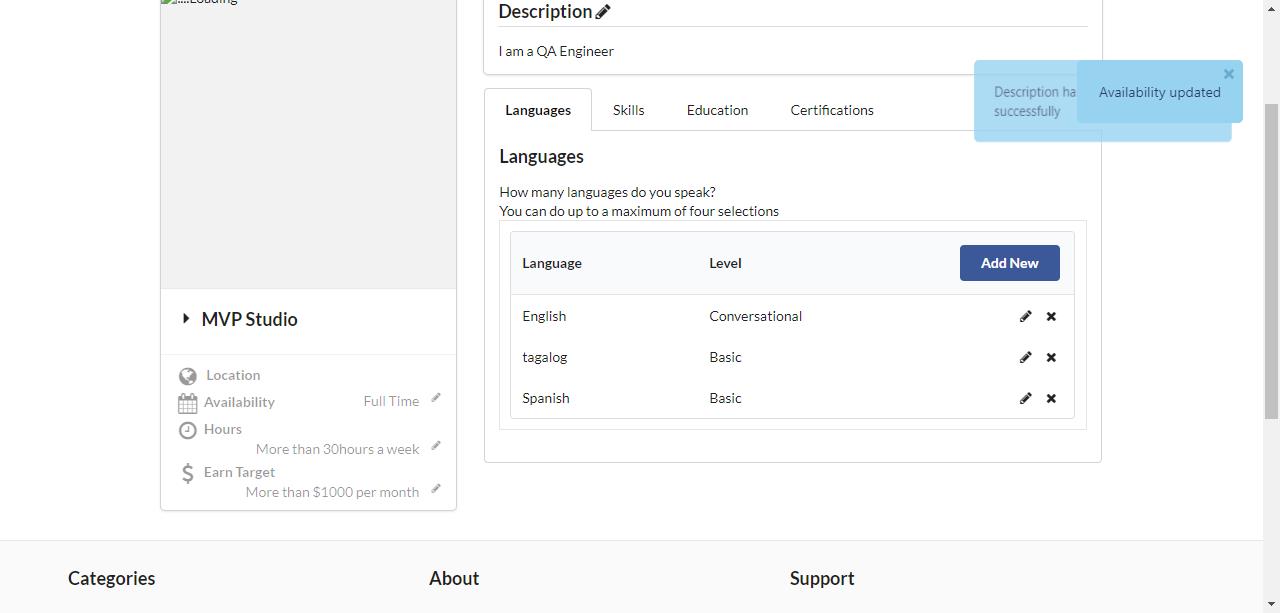 ....Loading
Description
I am a QA Engineer
Description ha
successfully
Availability updated
Languages Skills Education Certifications
Languages
How many languages do you speak?
You can do up to a maximum of four selections
Language Level Add New
English Conversational
tagalog Basic
Spanish Basic
MVP Studio
Location
Availability Full Time
Hours
More than 30hours a week
Earn Target
More than $1000 per month
Categories About Support